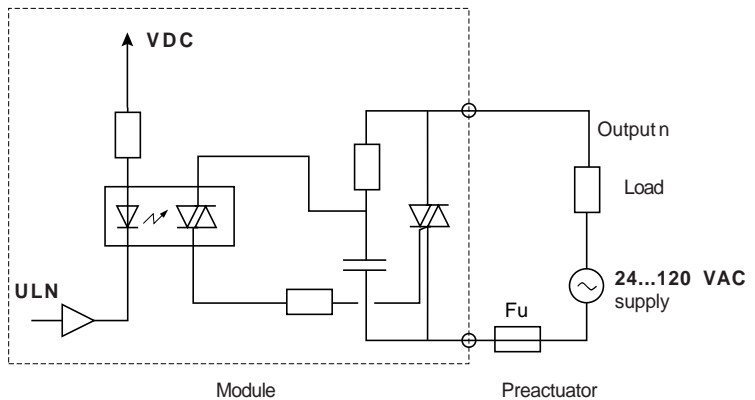 VDC
Output n
Load
ULN
24...120 VAC
supply
Fu
Module
Preactuator